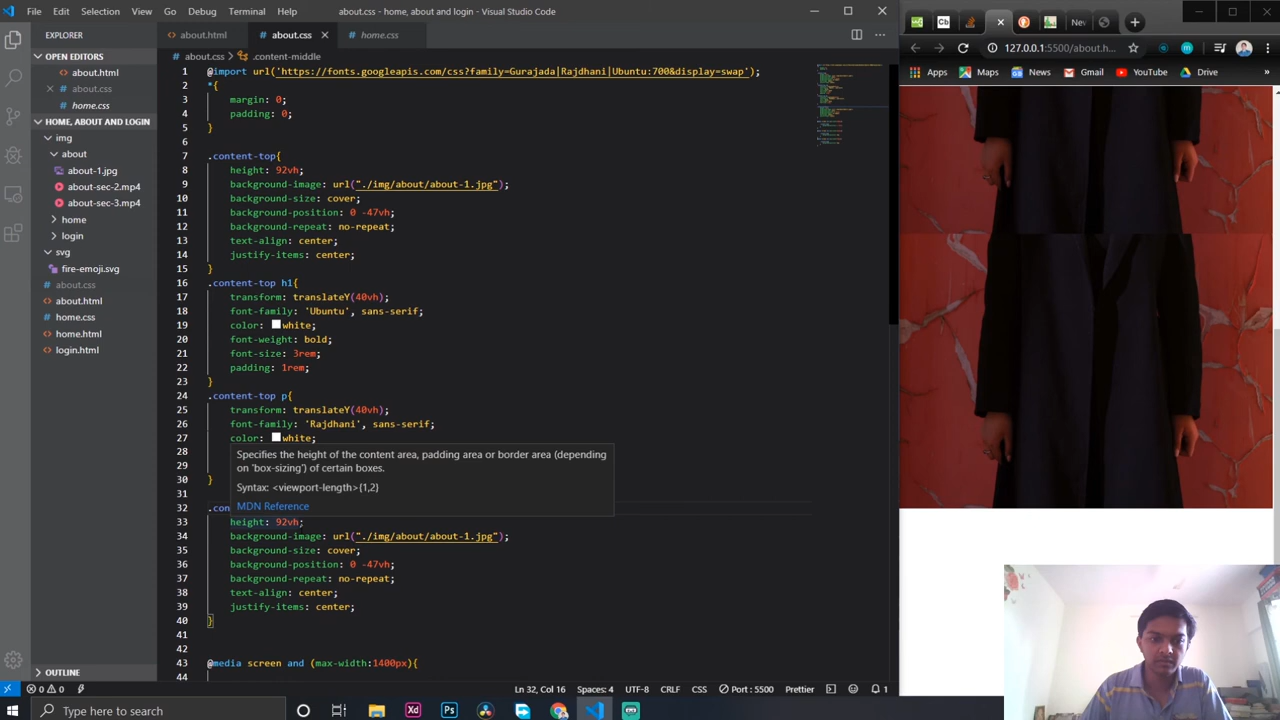 File Edit Selection View Go Debug Terminal Help about.css - home, about and login - Visual Studio Code
EXPLORER
OPEN EDITORS
about.html
about.css
home.css
HOME, ABOUT AND LOGIN
img
about
about-1.jpg
about-sec-2.mp4
about-sec-3.mp4
home
login
svg
fire-emoji.svg
about.css
about.html
home.css
home.html
login.html
OUTLINE
about.html about.css home.css
about.css .content-middle
1 @import url('https://fonts.googleapis.com/css?family=Gurajada|Rajdhani|Ubuntu:700&display=swap');
2 *{
3 margin: 0;
4 padding: 0;
5 }
6
7 .content-top{
8 height: 92vh;
9 background-image: url("./img/about/about-1.jpg");
10 background-size: cover;
11 background-position: 0 -47vh;
12 background-repeat: no-repeat;
13 text-align: center;
14 justify-items: center;
15 }
16 .content-top h1{
17 transform: translateY(40vh);
18 font-family: 'Ubuntu', sans-serif;
19 color: white;
20 font-weight: bold;
21 font-size: 3rem;
22 padding: 1rem;
23 }
24 .content-top p{
25 transform: translateY(40vh);
26 font-family: 'Rajdhani', sans-serif;
27 color: white;
28
29
30 }
31
32 .con
Specifies the height of the content area, padding area or border area (depending
on 'box-sizing') of certain boxes.
Syntax: <viewport-length>{1,2}
MDN Reference
33 height: 92vh;
34 background-image: url("./img/about/about-1.jpg");
35 background-size: cover;
36 background-position: 0 -47vh;
37 background-repeat: no-repeat;
38 text-align: center;
39 justify-items: center;
40 }
41
42
43 @media screen and (max-width:1400px){
44
0 0 Ln 32, Col 16 Spaces: 4 UTF-8 CRLF CSS Port : 5500 Prettier 1
Type here to search
Xd Ps
Cb Nev
127.0.0.1:5500/about.h...
Apps Maps News Gmail YouTube Drive